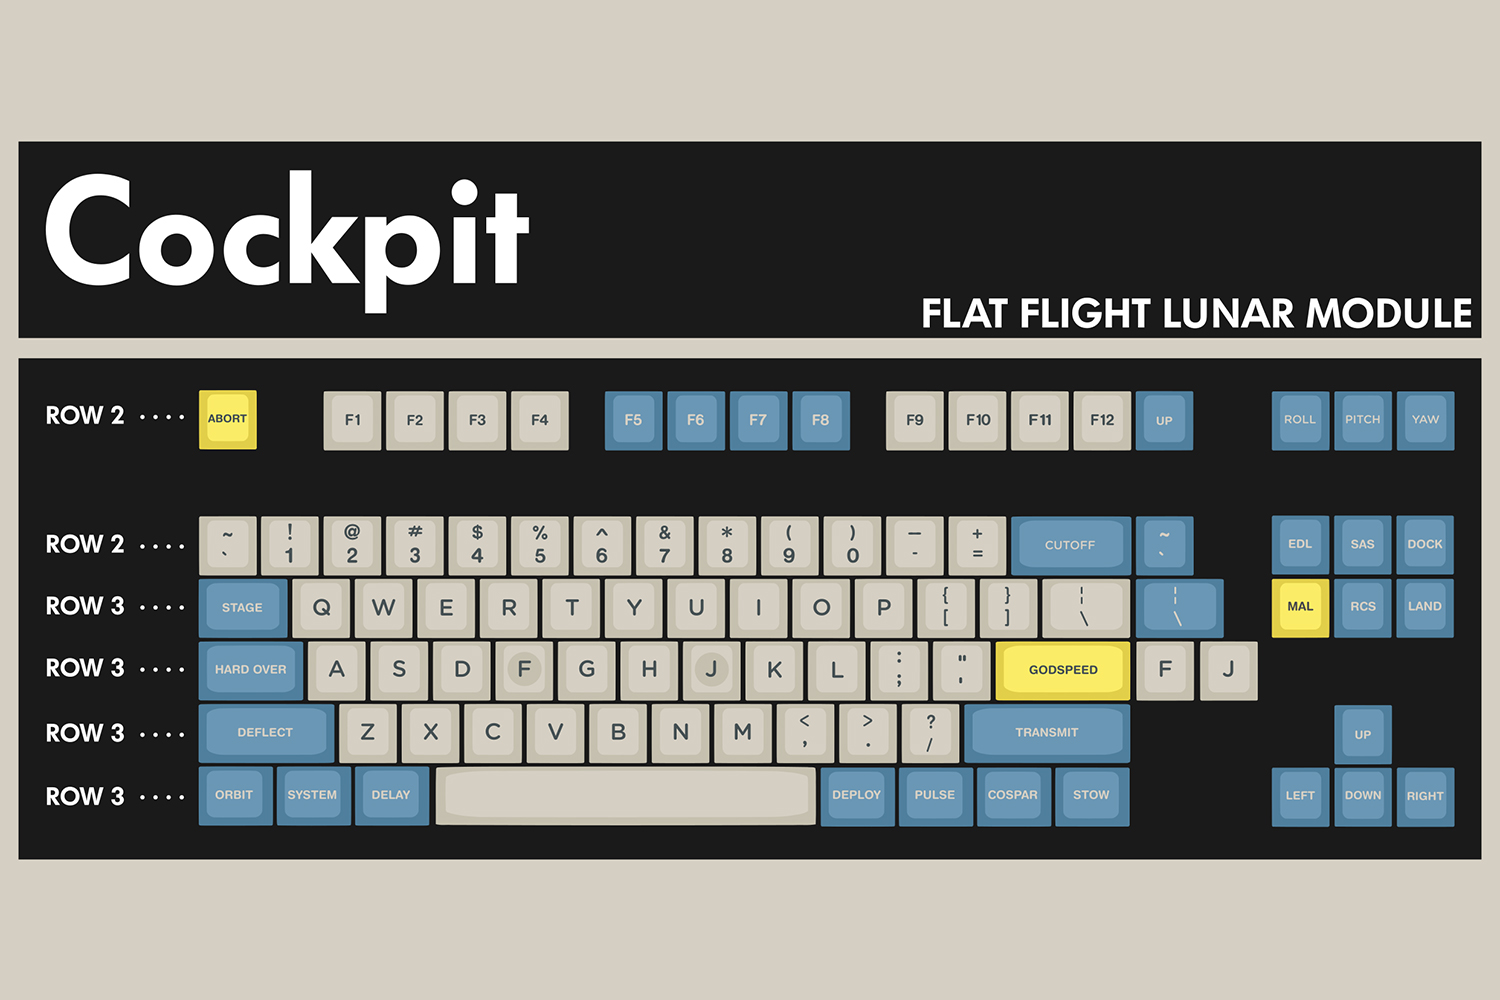 Cockpit
FLAT FLIGHT LUNAR MODULE
ROW 2 .... ABORT F1 F2 F3 F4 F5 F6 F7 F8 F9 F10 F11 F12 UP ROLL PITCH YAW
~ ! @ # $ % ^ & * ( ) — + ~
ROW 2 .... ` 1 2 3 4 5 6 7 8 9 0 - = CUTOFF ` EDL SAS DOCK
{ } ¦ ¦
ROW 3 .... STAGE Q W E R T Y U I O P [ ] \ \ MAL RCS LAND
: "
ROW 3 .... HARD OVER A S D F G H J K L ; ' GODSPEED F J
< > ?
ROW 3 .... DEFLECT Z X C V B N M , . / TRANSMIT UP
ROW 3 .... ORBIT SYSTEM DELAY DEPLOY PULSE COSPAR STOW LEFT DOWN RIGHT